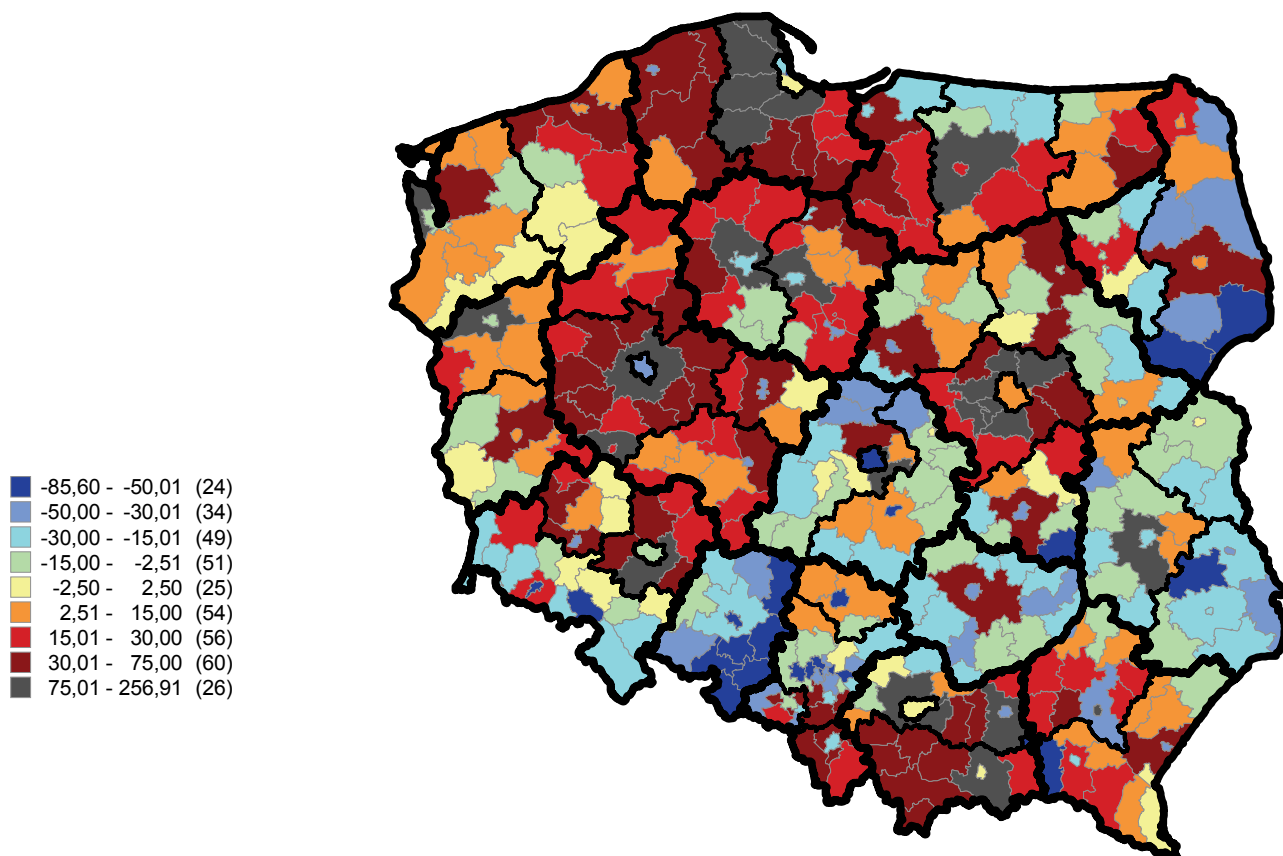 -85,60 - -50,01 (24)
-50,00 - -30,01 (34)
-30,00 - -15,01 (49)
-15,00 - -2,51 (51)
-2,50 - 2,50 (25)
2,51 - 15,00 (54)
15,01 - 30,00 (56)
30,01 - 75,00 (60)
75,01 - 256,91 (26)